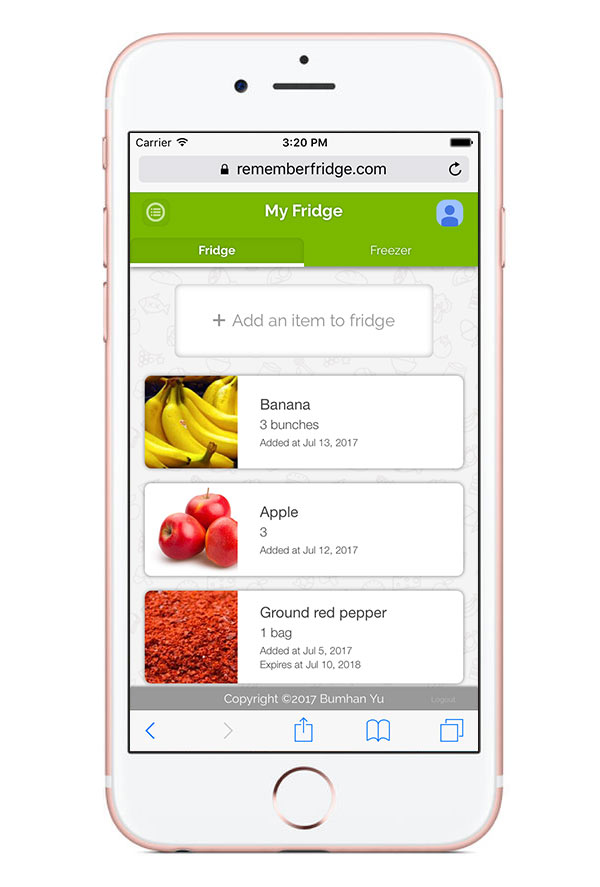 Carrier 3:20 PM
rememberfridge.com
My Fridge
Fridge Freezer
+ Add an item to fridge
Banana
3 bunches
Added at Jul 13, 2017
Apple
3
Added at Jul 12, 2017
Ground red pepper
1 bag
Added at Jul 5, 2017
Expires at Jul 10, 2018
Copyright ©2017 Bumhan Yu Logout